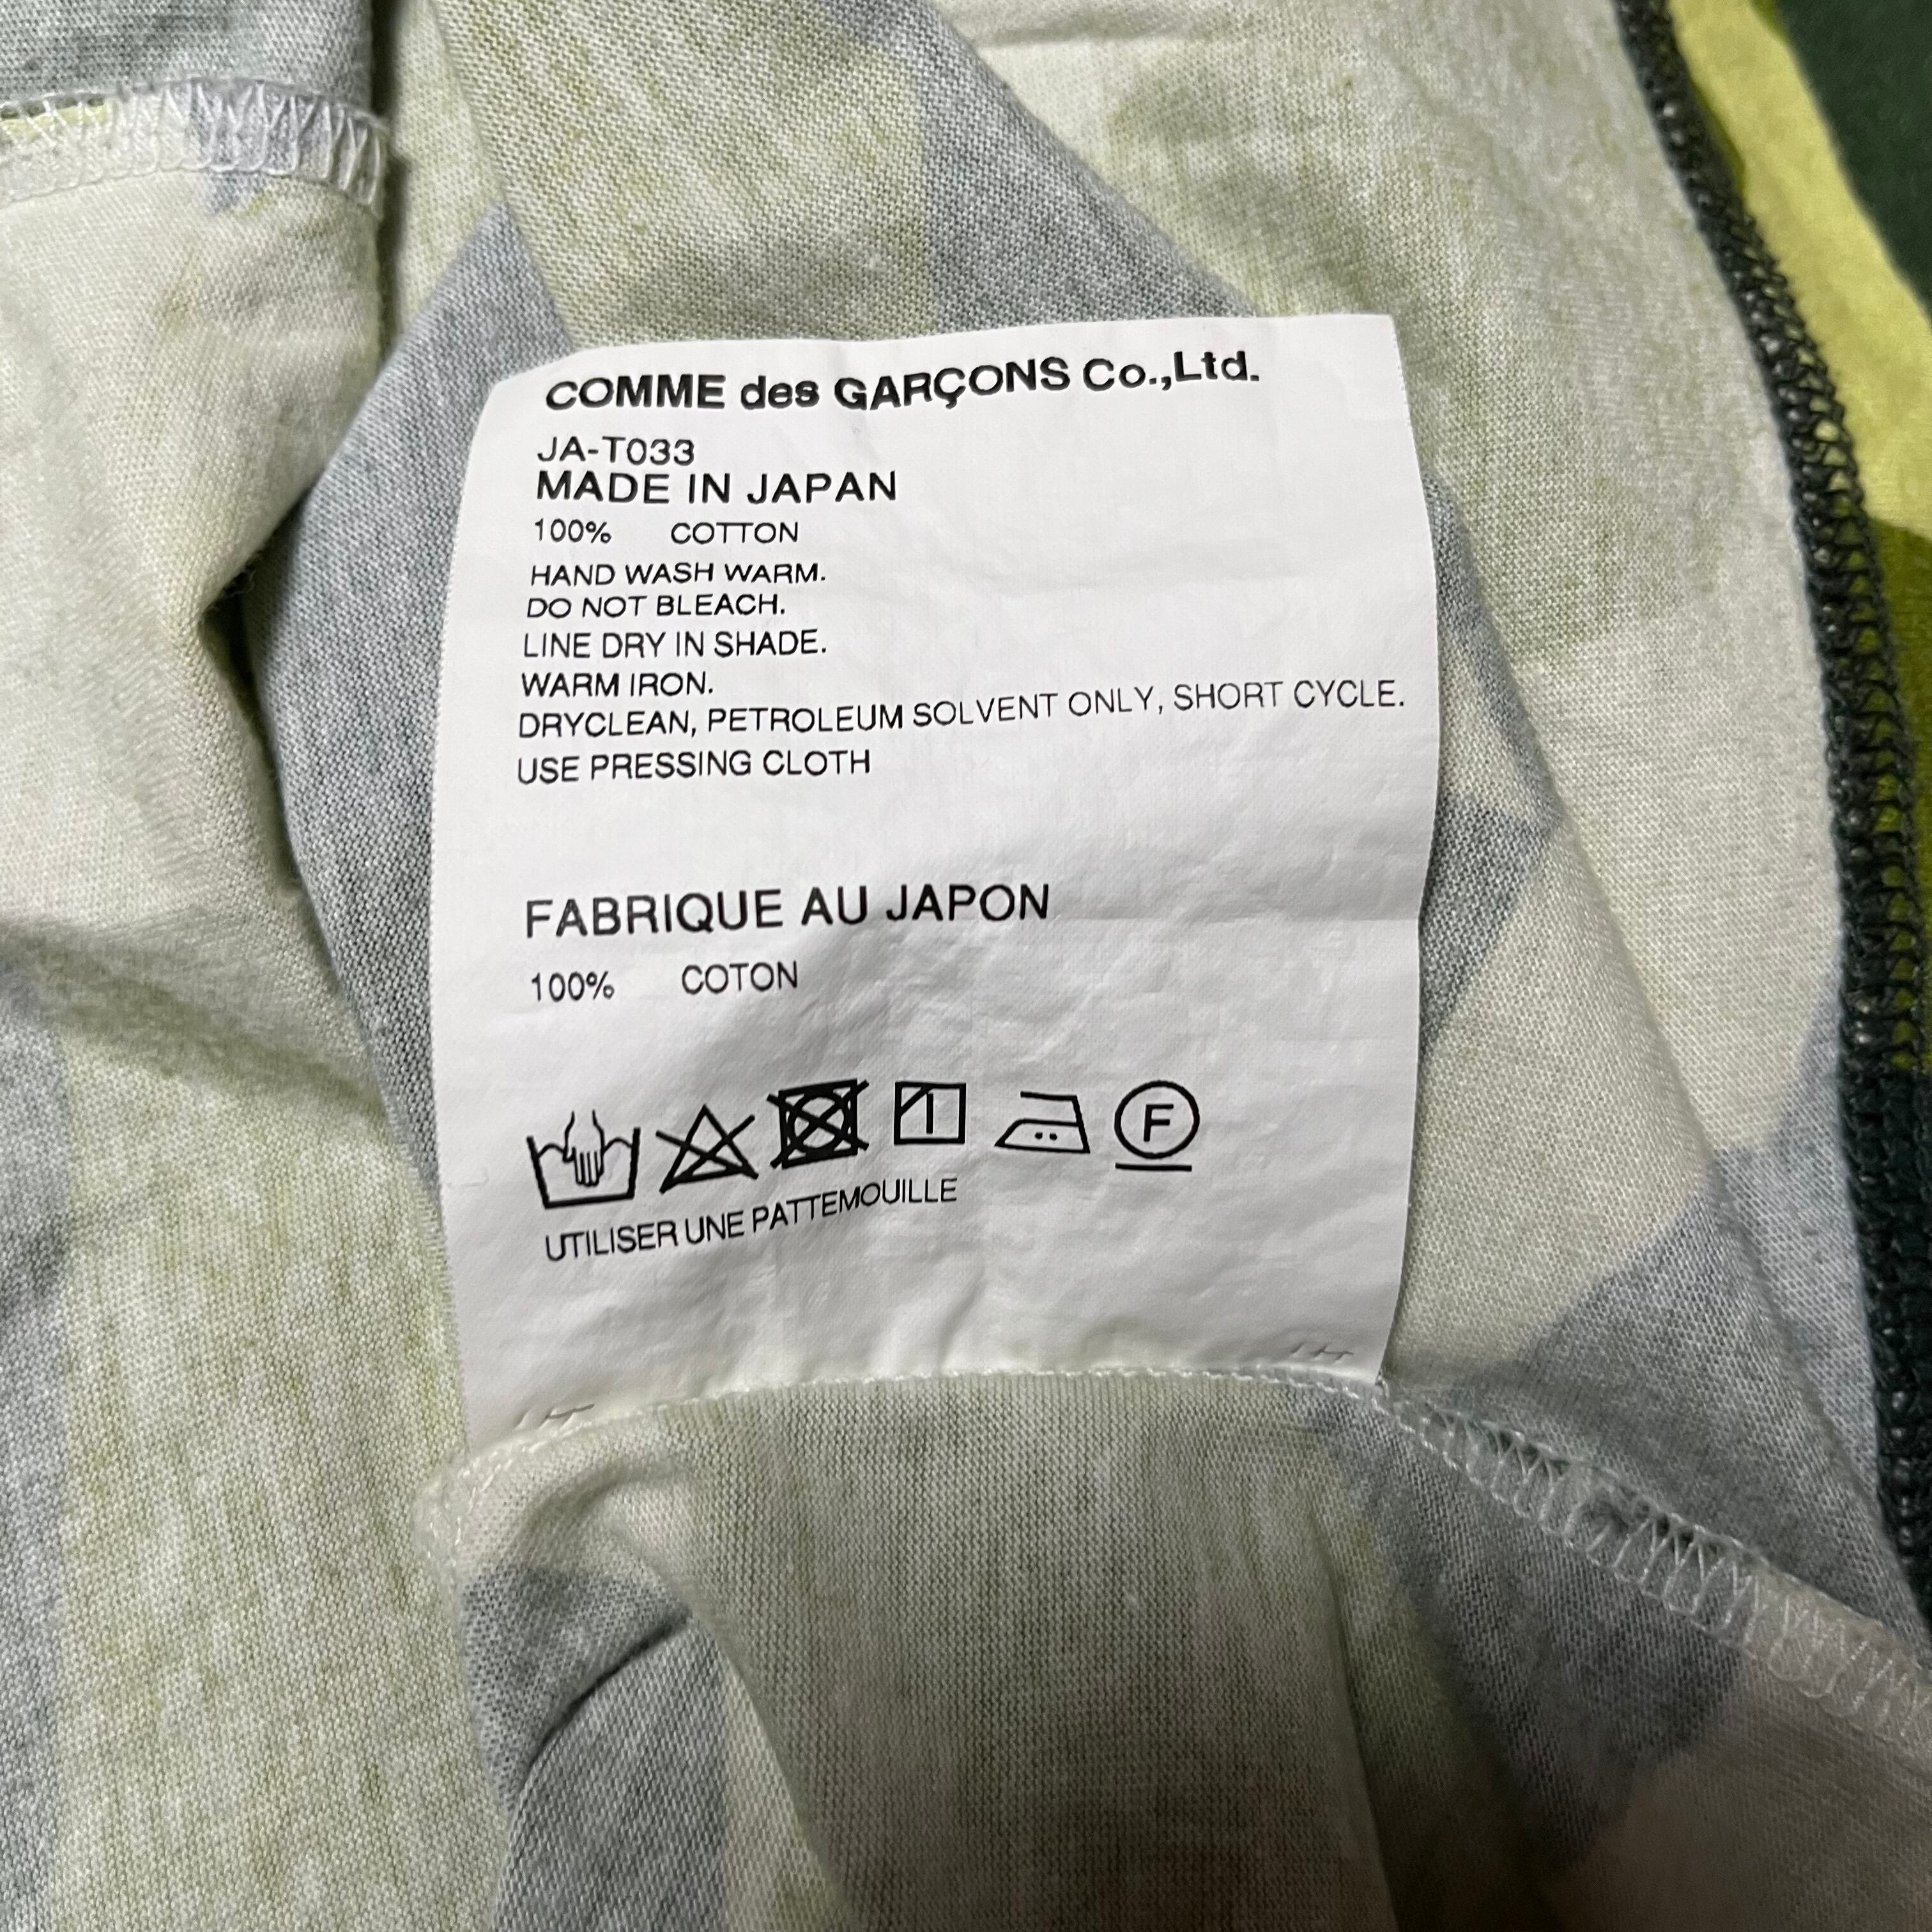 COMME des GARÇONS Co.,Ltd.
JA-T033
MADE IN JAPAN
100% COTTON
HAND WASH WARM.
DO NOT BLEACH.
LINE DRY IN SHADE.
WARM IRON.
DRYCLEAN, PETROLEUM SOLVENT ONLY, SHORT CYCLE.
USE PRESSING CLOTH
FABRIQUE AU JAPON
100% COTON
F
UTILISER UNE PATTEMOUILLE